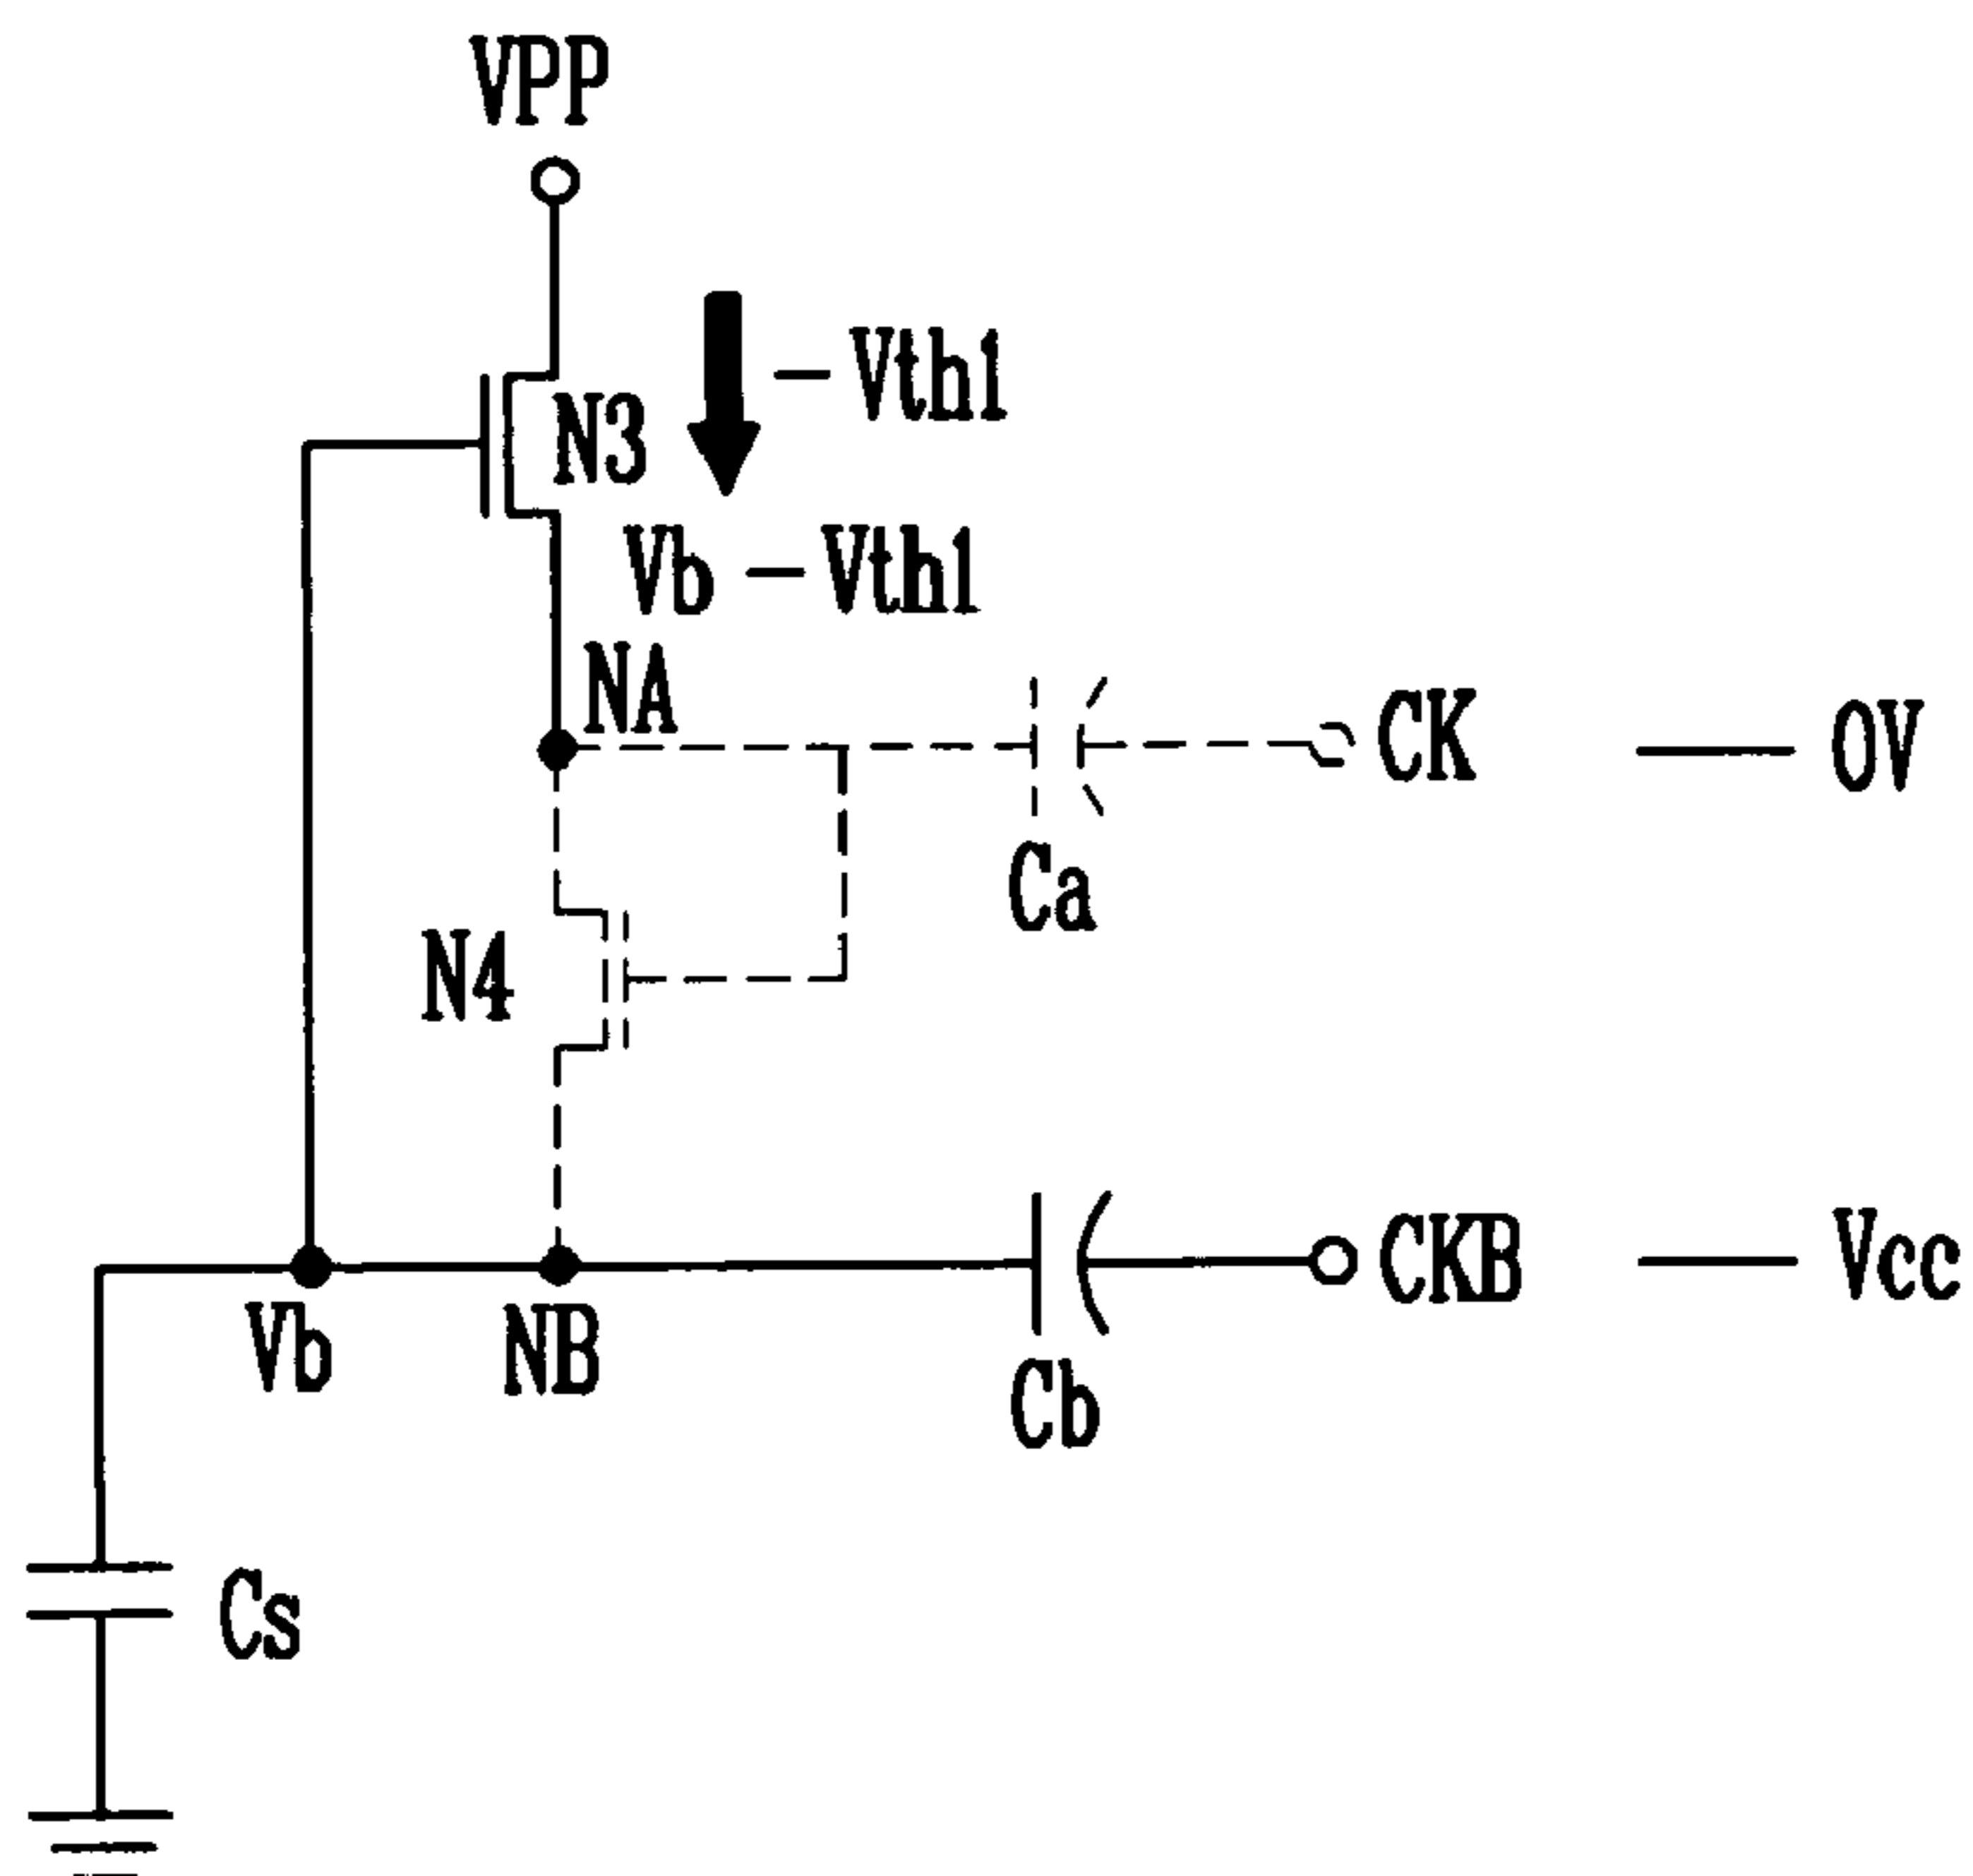 VPP
— Vth1
N3
Vb — Vth1
NA
CK — 0V
Ca
N4
CKB — Vcc
Vb
NB
Cb
Cs